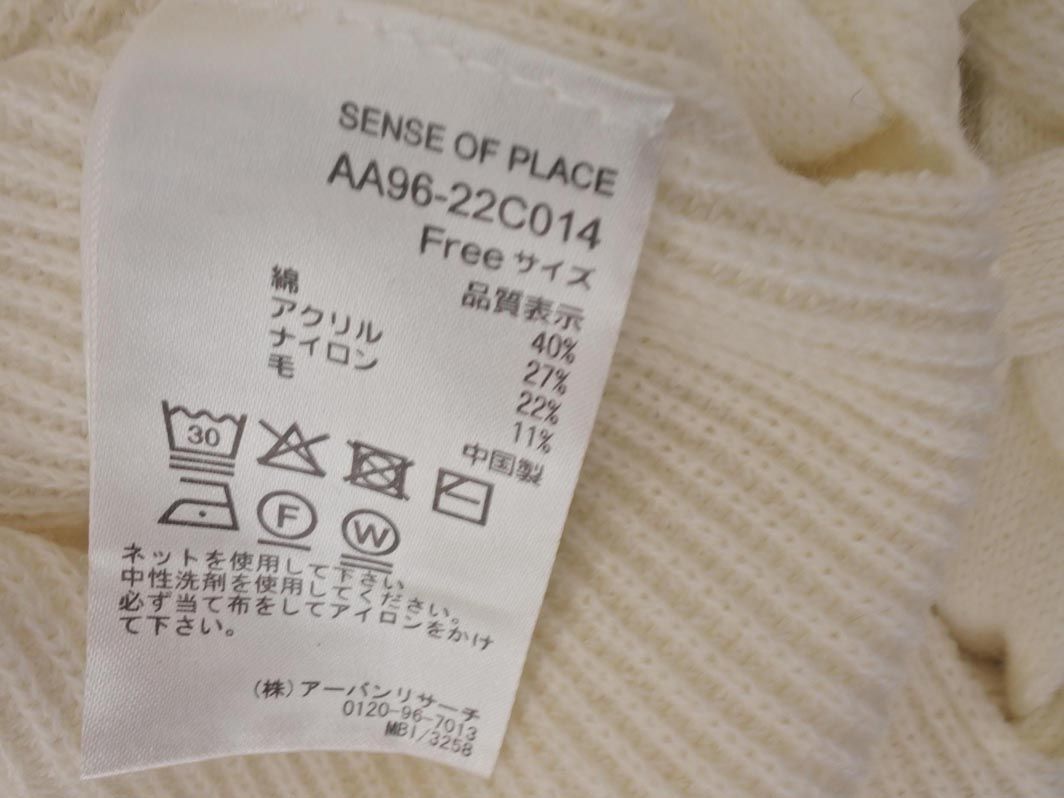 SENSE OF PLACE
AA96-22C014
Free サイズ
品質表示
綿 40%
アクリル 27%
ナイロン 22%
毛 11%
中国製
30
F W
ネットを使用して下さい。
中性洗剤を使用してください。
必ず当て布をしてアイロンをかけ
て下さい。
(株)アーバンリサーチ
0120-96-7013
MBI/3258